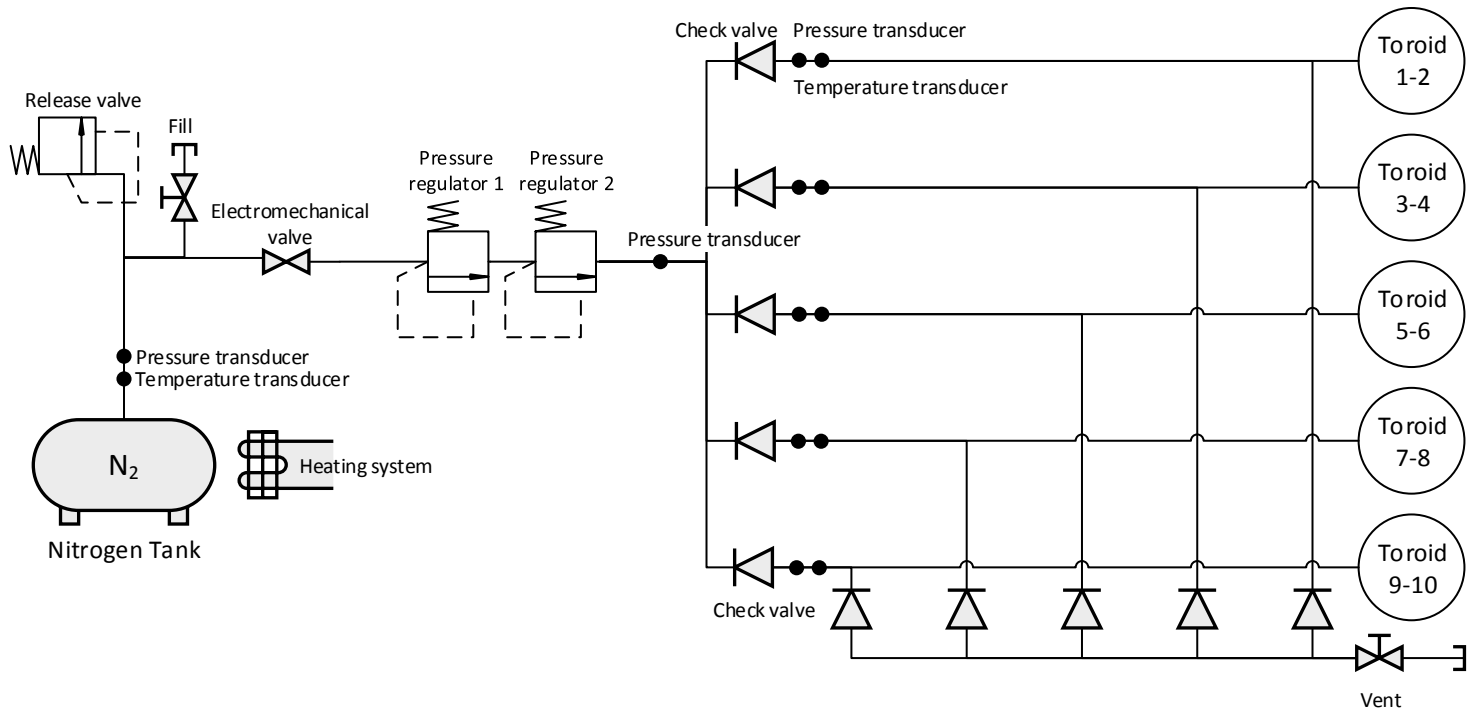 Check valve
Pressure transducer
Temperature transducer
Toroid
1-2
Release valve
Fill
Pressure
regulator 1
Pressure
regulator 2
Toroid
3-4
Electromechanical
valve
Pressure transducer
Toroid
5-6
Pressure transducer
Temperature transducer
Toroid
7-8
N₂
Heating system
Nitrogen Tank
Toroid
9-10
Check valve
Vent